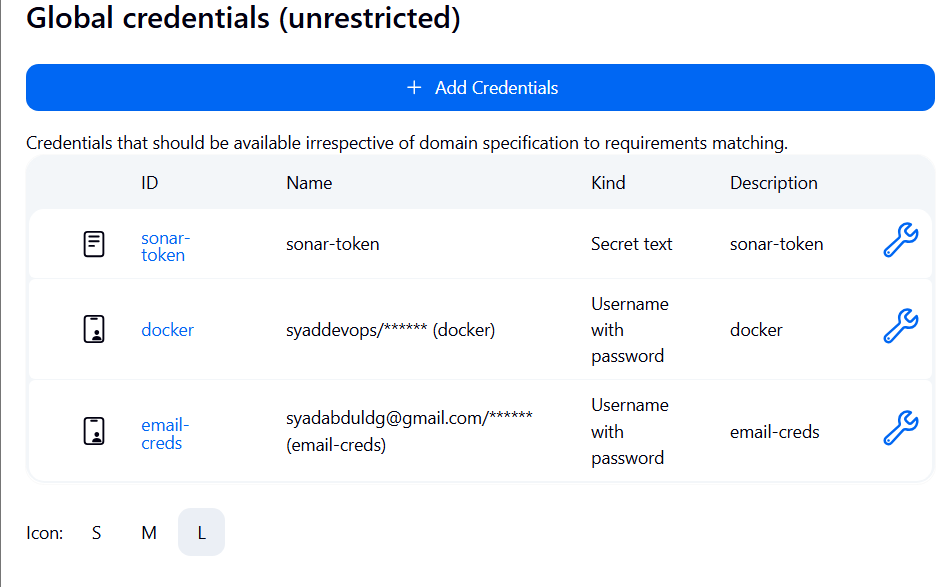 Global credentials (unrestricted)
+ Add Credentials
Credentials that should be available irrespective of domain specification to requirements matching.
ID Name Kind Description
sonar-
token
sonar-token
Secret text
sonar-token
docker
syaddevops/****** (docker)
Username
with
password
docker
email-
creds
syadabduldg@gmail.com/******
(email-creds)
Username
with
password
email-creds
Icon: S M L